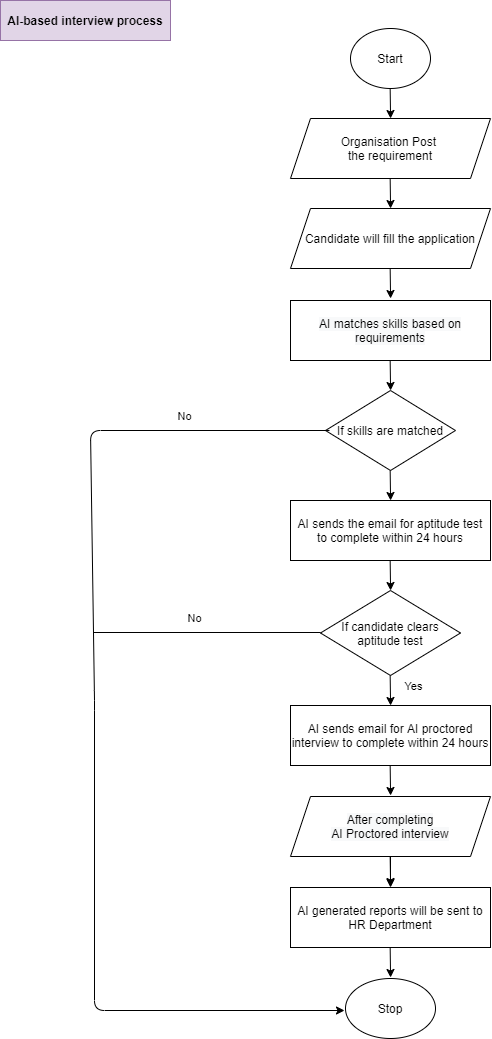 AI-based interview process
Start
Organisation Post
the requirement
Candidate will fill the application
AI matches skills based on
requirements
No
If skills are matched
AI sends the email for aptitude test
to complete within 24 hours
No
If candidate clears
aptitude test
Yes
AI sends email for AI proctored
interview to complete within 24 hours
After completing
AI Proctored interview
AI generated reports will be sent to
HR Department
Stop